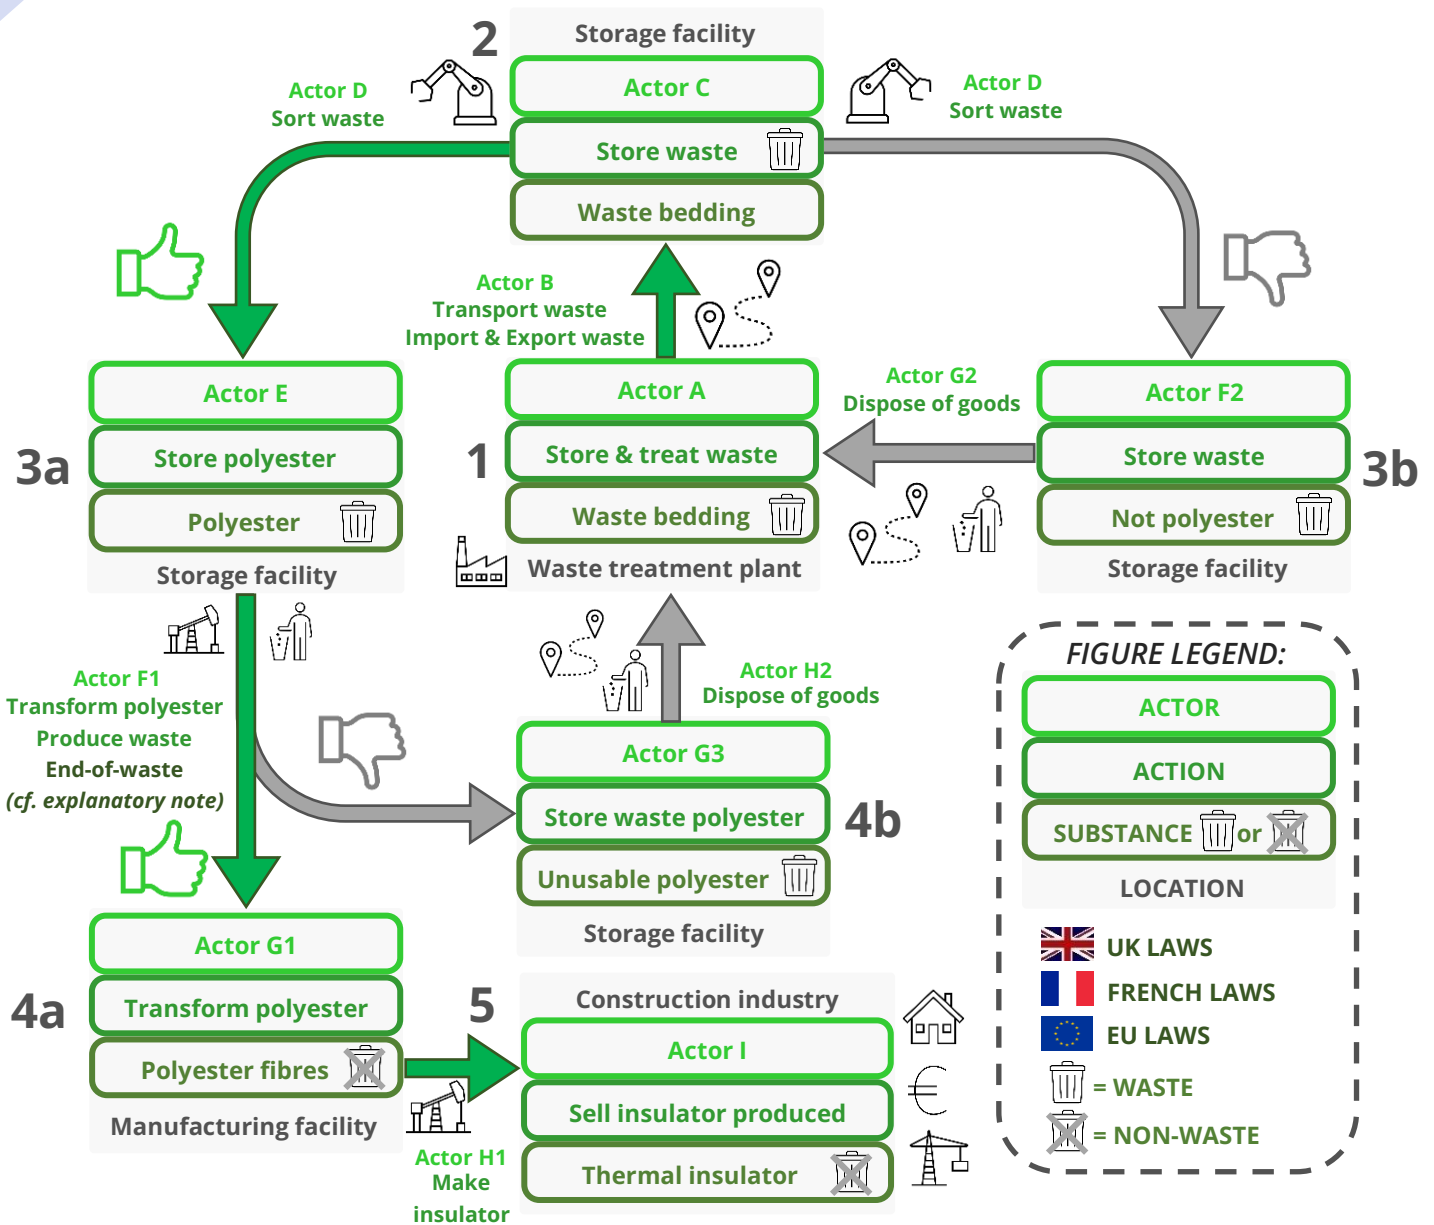 2
Storage facility
Actor C
Store waste
Waste bedding
Actor D
Sort waste
Actor D
Sort waste
Actor B
Transport waste
Import & Export waste
3a
Actor E
Store polyester
Polyester
Storage facility
1
Actor A
Store & treat waste
Waste bedding
Waste treatment plant
Actor G2
Dispose of goods
3b
Actor F2
Store waste
Not polyester
Storage facility
Actor F1
Transform polyester
Produce waste
End-of-waste
(cf. explanatory note)
Actor H2
Dispose of goods
4b
Actor G3
Store waste polyester
Unusable polyester
Storage facility
4a
Actor G1
Transform polyester
Polyester fibres
Manufacturing facility
Actor H1
Make
insulator
5
Construction industry
Actor I
Sell insulator produced
Thermal insulator
€
FIGURE LEGEND:
ACTOR
ACTION
SUBSTANCE or
LOCATION
UK LAWS
FRENCH LAWS
EU LAWS
= WASTE
= NON-WASTE